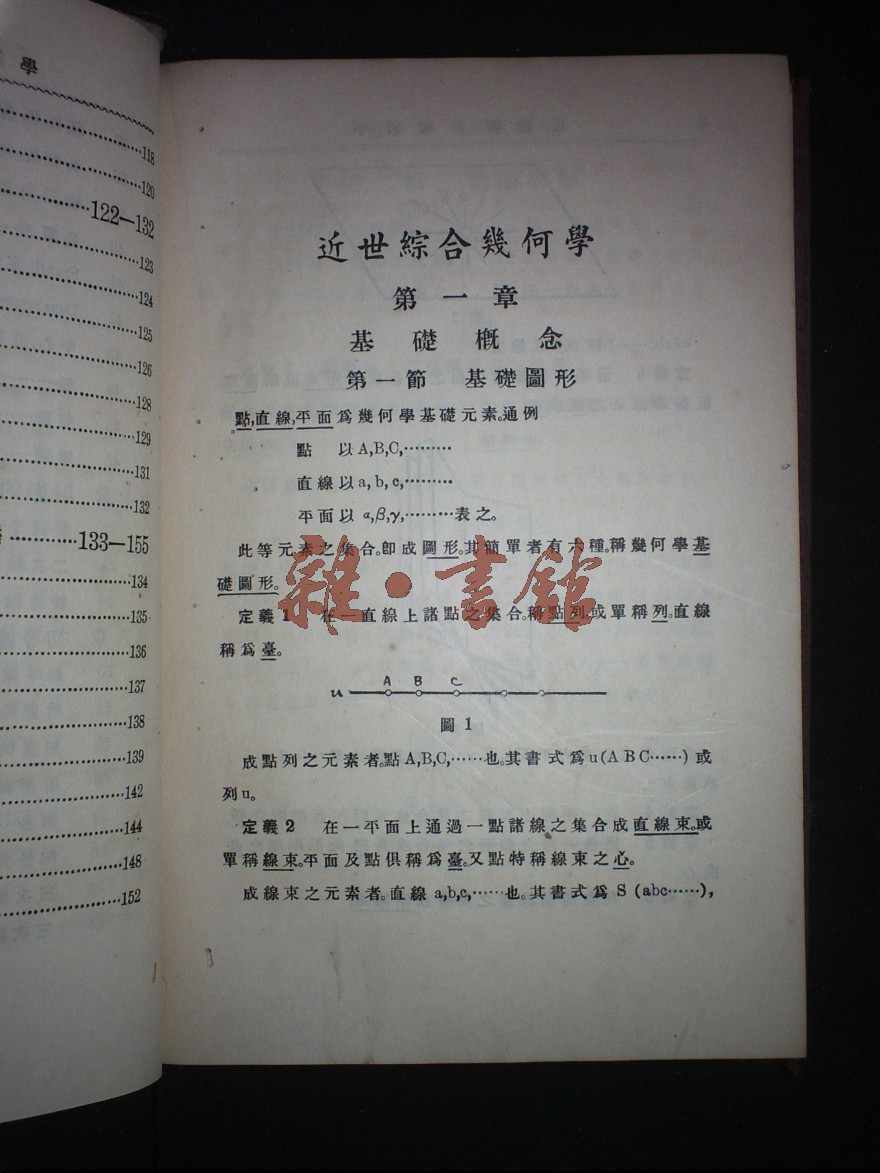 學
118
120
122—132
123
124
125
126
128
129
131
132
133—155
134
135
136
137
138
139
142
144
148
152
近世綜合幾何學
第一章
基礎概念
第一節 基礎圖形
點,直線,平面爲幾何學基礎元素。通例
點 以A,B,C,………
直線以a,b,c,………
平面以α,β,γ,………表之。
此等元素之集合。卽成圖形。其簡單者有六種。稱幾何學基
礎圖形。
定義1 在一直線上諸點之集合。稱點列。或單稱列。直線
稱爲臺。
A B C
u
圖1
成點列之元素者。點A,B,C,……也。其書式爲u(ABC……)或
列u。
定義2 在一平面上通過一點諸線之集合成直線束。或
單稱線束。平面及點俱稱爲臺。又點特稱線束之心。
成線束之元素者。直線a,b,c,……也。其書式爲S(abc……),
雜·書館